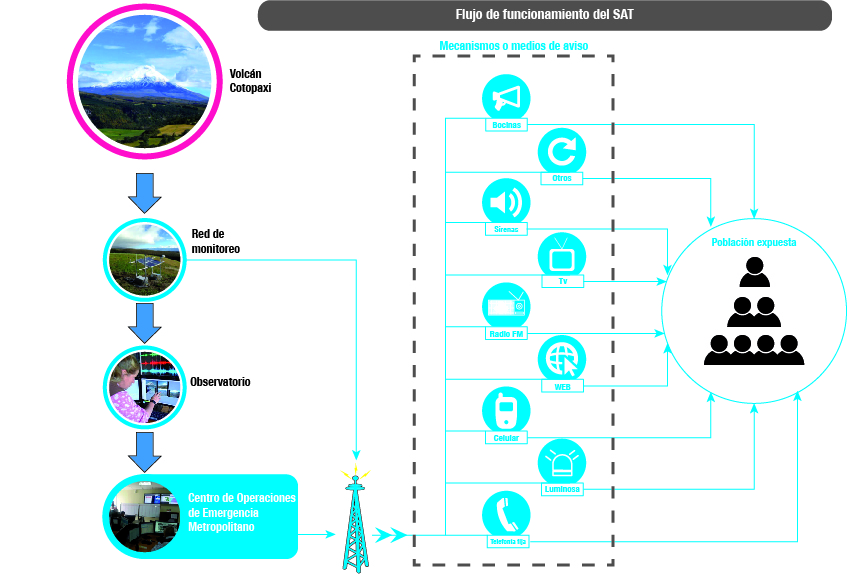 Flujo de funcionamiento del SAT
Mecanismos o medios de aviso
Volcán
Cotopaxi
Red de
monitoreo
Observatorio
Centro de Operaciones
de Emergencia
Metropolitano
Bocinas
Otros
Sirenas
Tv
Radio FM
WEB
Celular
Luminosa
Telefonta fija
Población expuesta